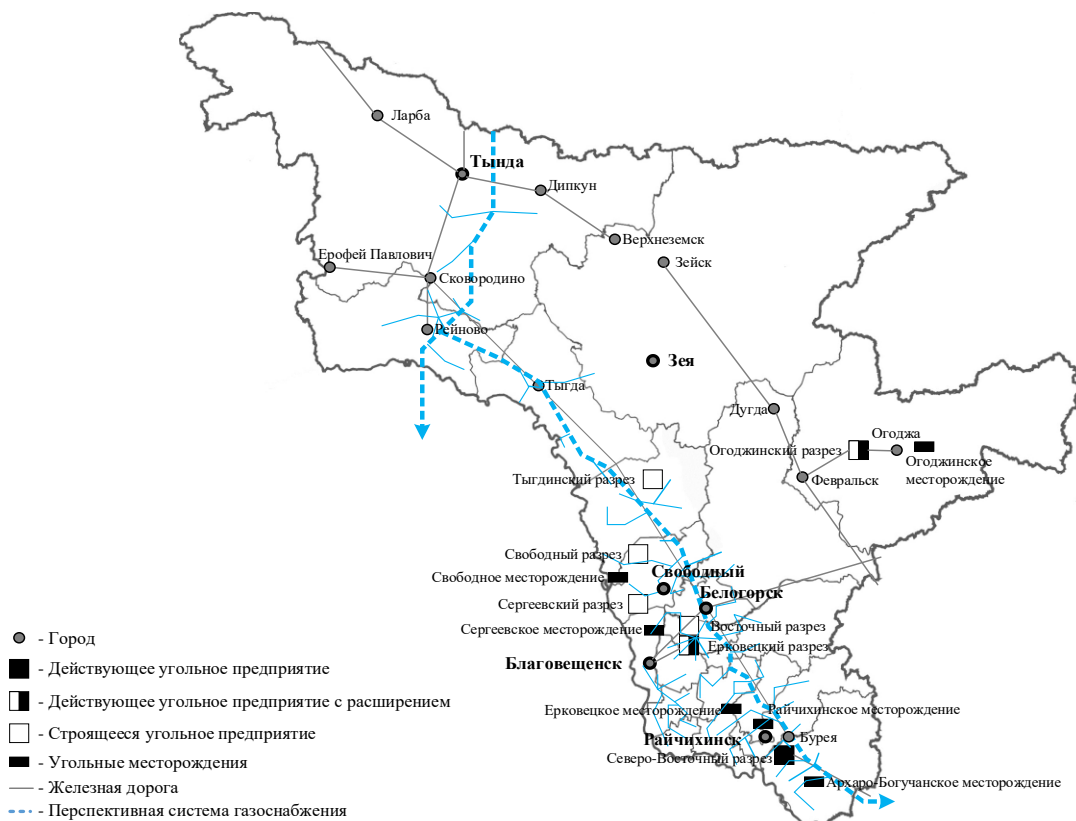 Ларба
Тында
Дипкун
Верхнеземск
Ерофей Павлович
Зейск
Сковородино
Рейново
Зея
Тыгда
Дугда
Огоджа
Огоджинский разрез
Огоджинское
месторождение
Тыгдинский разрез
Февральск
Свободный разрез
Свободный
Свободное месторождение
Белогорск
Сергеевский разрез
Восточный разрез
Сергеевское месторождение
Ерковецкий разрез
Благовещенск
Ерковецкое месторождение
Райчихинское месторождение
Райчихинск
Бурея
Северо-Восточный разрез
Архаро-Богучанское месторождение
- Город
- Действующее угольное предприятие
- Действующее угольное предприятие с расширением
- Строящееся угольное предприятие
- Угольные месторождения
- Железная дорога
- Перспективная система газоснабжения